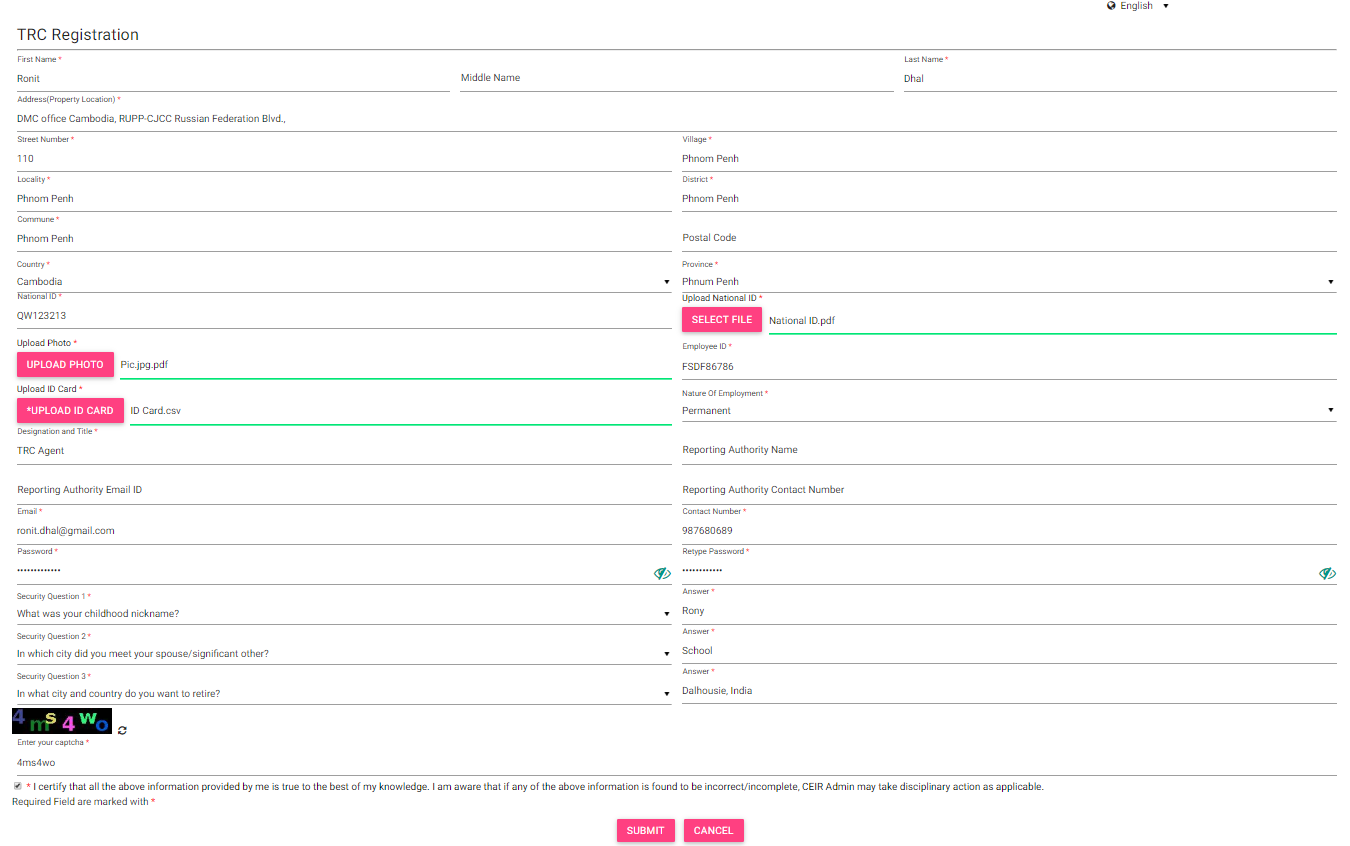 English
TRC Registration
First Name * Last Name *
Ronit Middle Name Dhal
Address(Property Location) *
DMC office Cambodia, RUPP-CJCC Russian Federation Blvd.,
Street Number * Village *
110 Phnom Penh
Locality * District *
Phnom Penh Phnom Penh
Commune *
Phnom Penh Postal Code
Country * Province *
Cambodia Phnum Penh
National ID * Upload National ID *
QW123213 SELECT FILE National ID.pdf
Upload Photo * Employee ID *
UPLOAD PHOTO Pic.jpg.pdf FSDF86786
Upload ID Card * Nature Of Employment *
*UPLOAD ID CARD ID Card.csv Permanent
Designation and Title *
TRC Agent Reporting Authority Name
Reporting Authority Email ID Reporting Authority Contact Number
Email * Contact Number *
ronit.dhal@gmail.com 987680689
Password * Retype Password *
••••••••••••• ••••••••••••
Security Question 1 * Answer *
What was your childhood nickname? Rony
Security Question 2 * Answer *
In which city did you meet your spouse/significant other? School
Security Question 3 * Answer *
In what city and country do you want to retire? Dalhousie, India
4ms4wo
Enter your captcha *
4ms4wo
* I certify that all the above information provided by me is true to the best of my knowledge. I am aware that if any of the above information is found to be incorrect/incomplete, CEIR Admin may take disciplinary action as applicable.
Required Field are marked with *
SUBMIT CANCEL